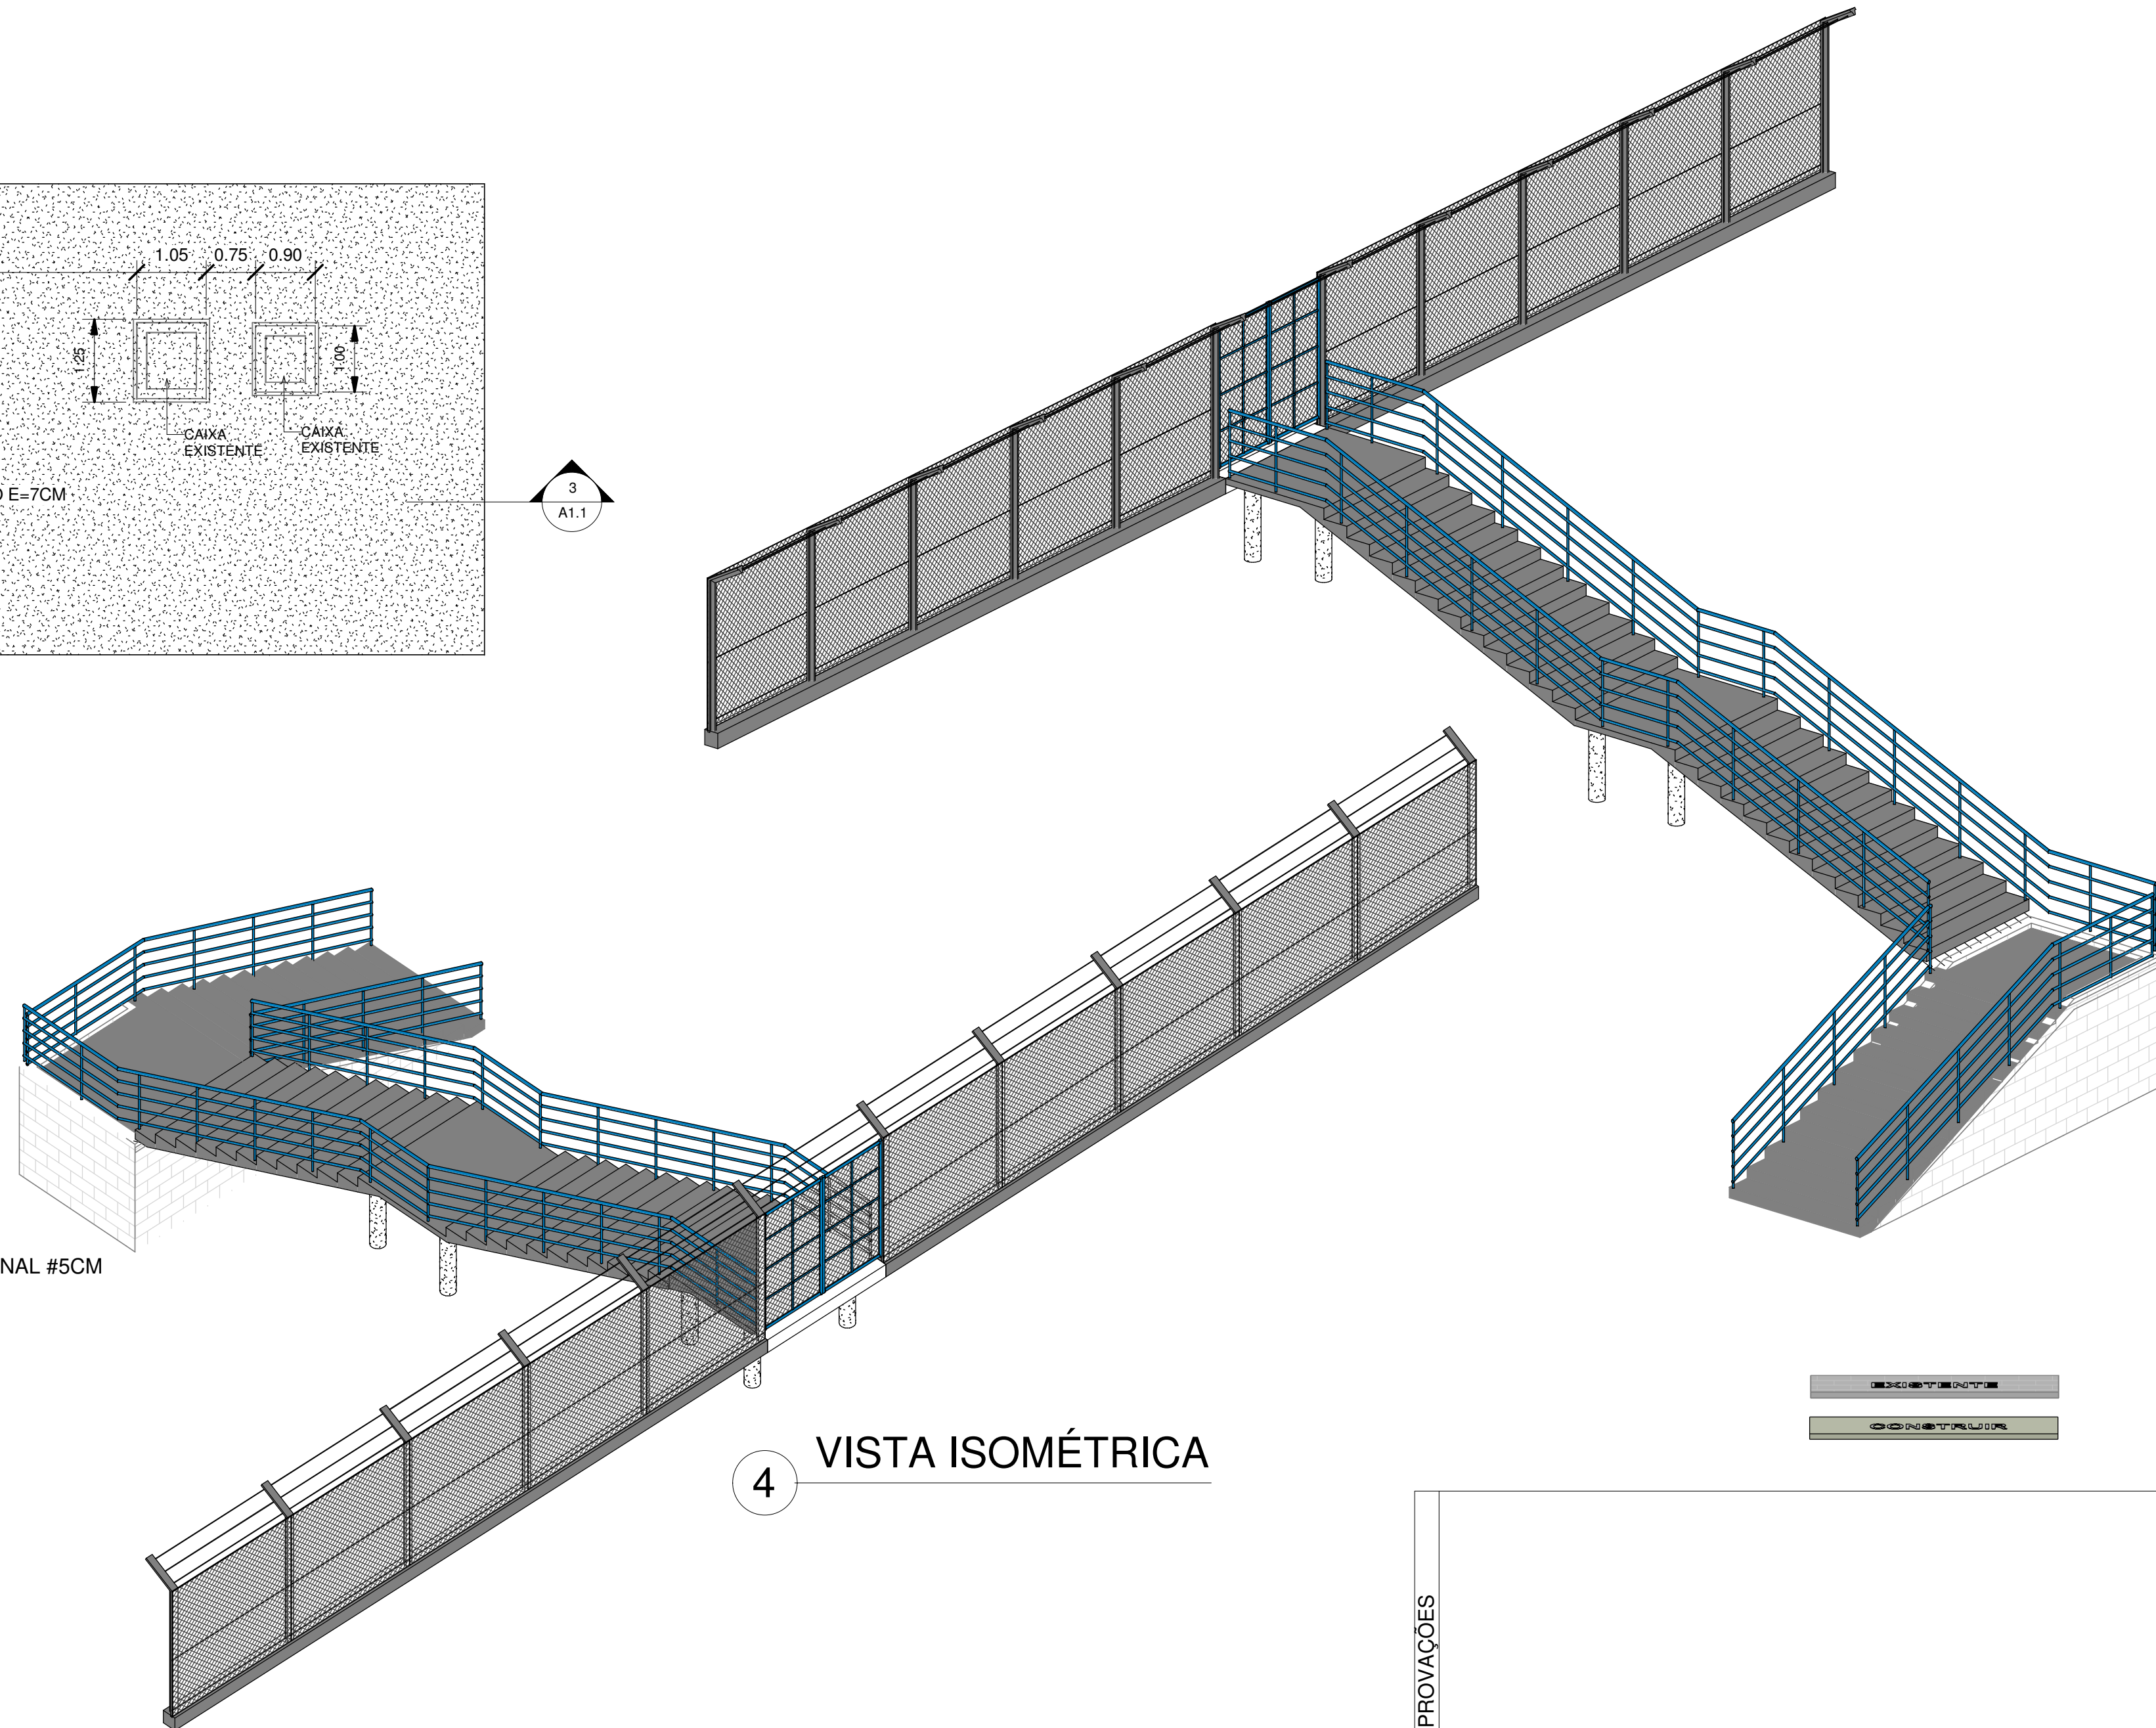 1.05 0.75 0.90
1.25
1.00
CAIXA
EXISTENTE
CAIXA
EXISTENTE
E=7CM
3
A1.1
NAL #5CM
4 VISTA ISOMÉTRICA
EXISTENTE
CONSTRUIR
PROVAÇÕES